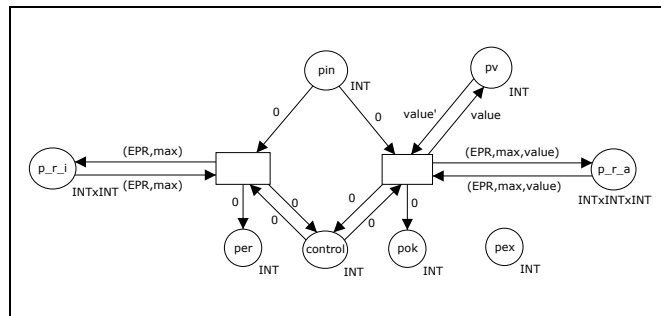 pin
INT
pv
INT
0
0
value'
value
(EPR,max)
(EPR,max)
p_r_i
INTxINT
(EPR,max,value)
(EPR,max,value)
p_r_a
INTxINTxINT
0
0
0
0
0
0
per
INT
control
INT
pok
INT
pex
INT